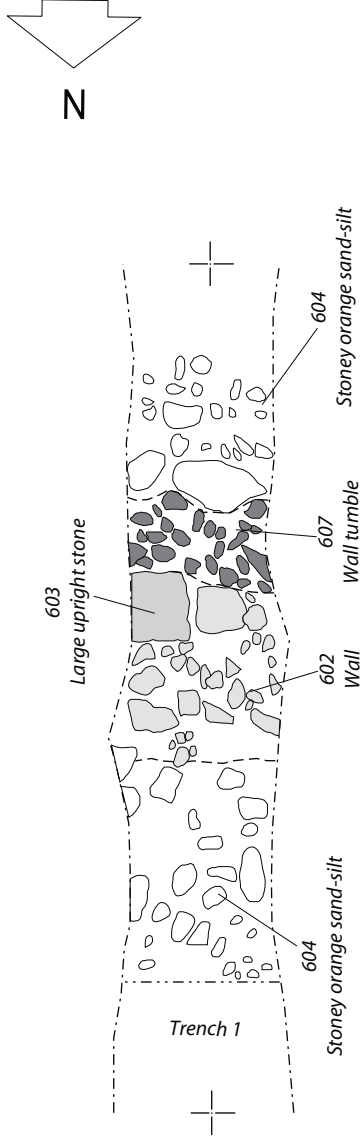 N
604
Stoney orange sand-silt
603
Large upright stone
607
Wall tumble
602
Wall
604
Stoney orange sand-silt
Trench 1